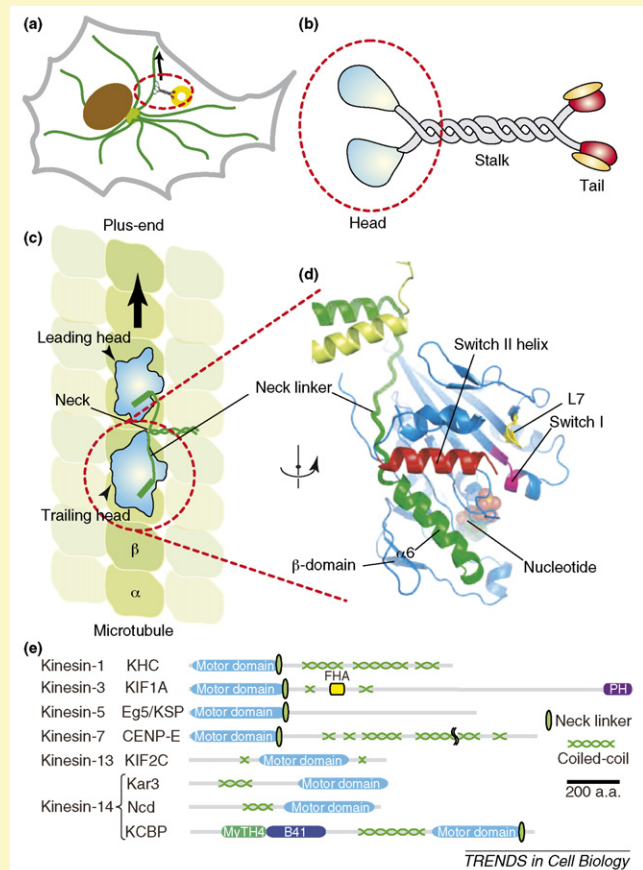 (a)
(b)
Stalk
Tail
Head
(c)
Plus-end
Leading head
Neck
Trailing head
β
α
Microtubule
(d)
Switch II helix
Neck linker
L7
Switch I
α6
β-domain
Nucleotide
(e)
Kinesin-1 KHC Motor domain
FHA
Kinesin-3 KIF1A Motor domain PH
Kinesin-5 Eg5/KSP Motor domain
Neck linker
Kinesin-7 CENP-E Motor domain
Coiled-coil
Kinesin-13 KIF2C Motor domain
Kar3 Motor domain
200 a.a.
Kinesin-14 Ncd Motor domain
KCBP MyTH4 B41 Motor domain
TRENDS in Cell Biology